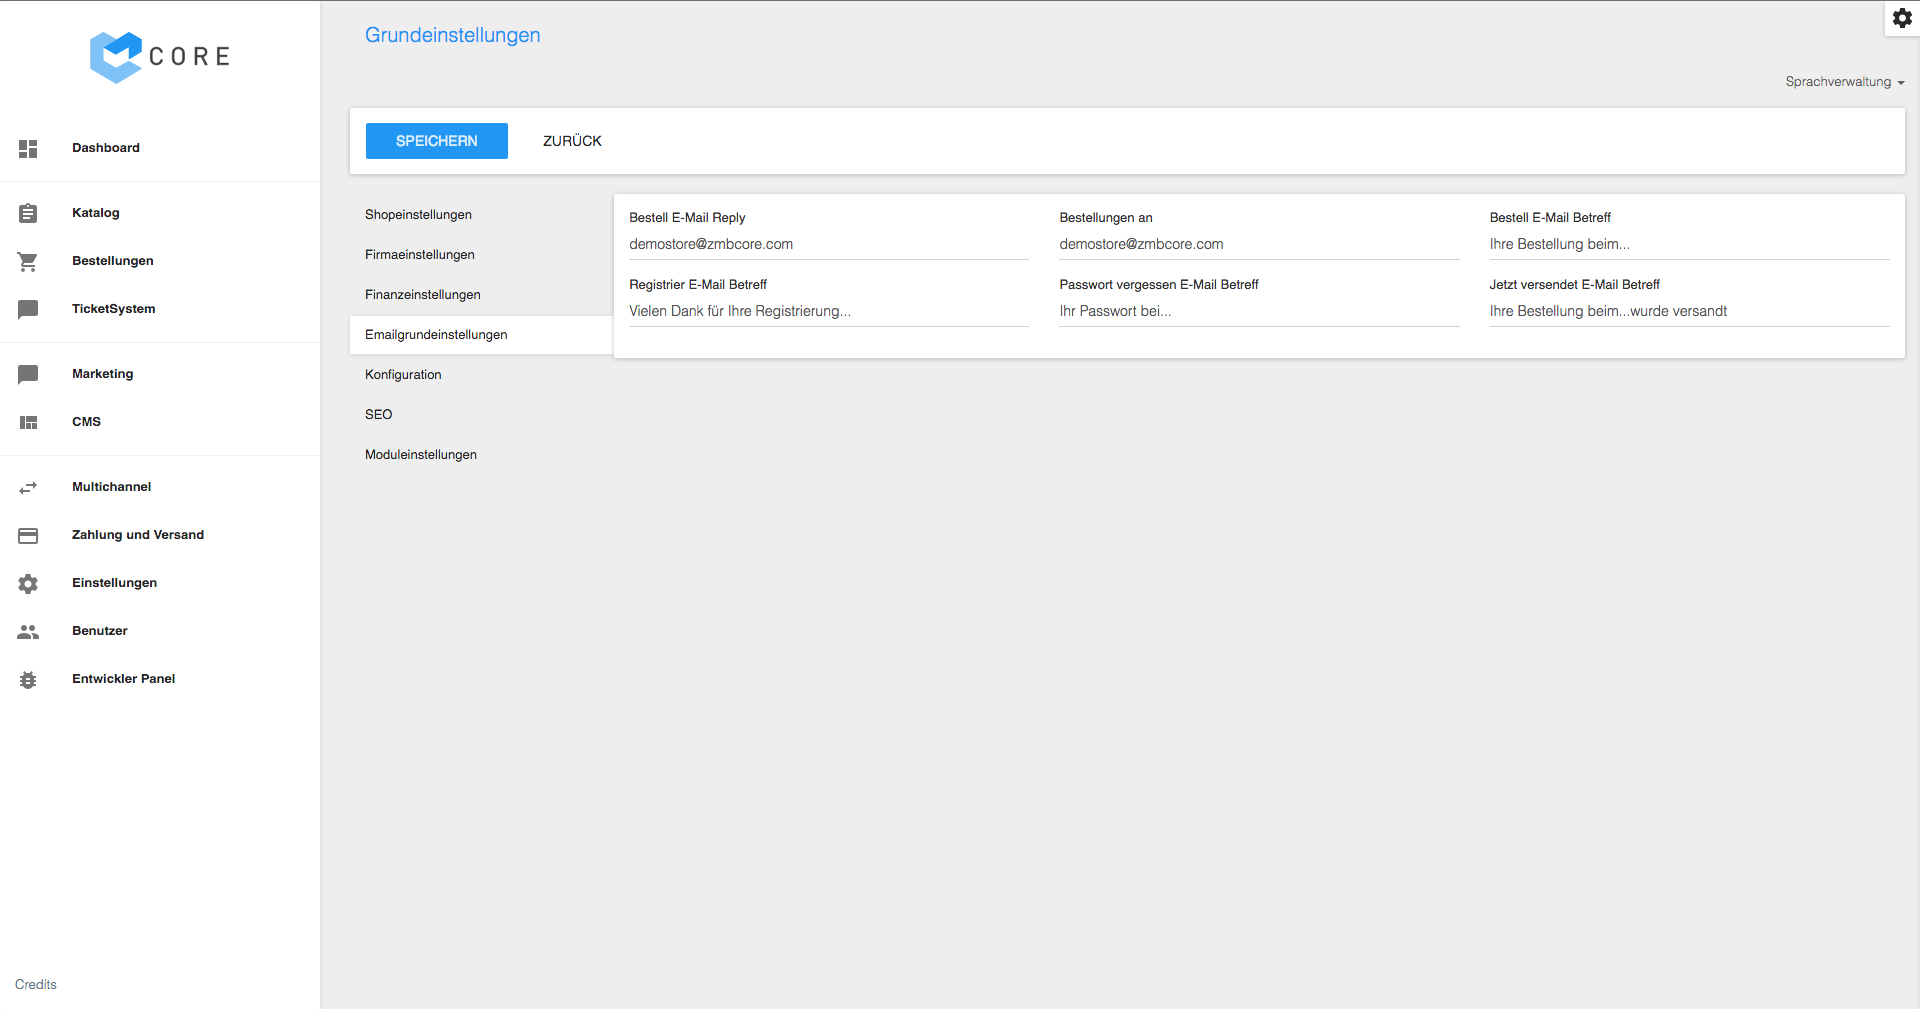 CORE
Dashboard
Katalog
Bestellungen
TicketSystem
Marketing
CMS
Multichannel
Zahlung und Versand
Einstellungen
Benutzer
Entwickler Panel
Credits
Grundeinstellungen
Sprachverwaltung
SPEICHERN ZURÜCK
Shopeinstellungen
Firmaeinstellungen
Finanzeinstellungen
Emailgrundeinstellungen
Konfiguration
SEO
Moduleinstellungen
Bestell E-Mail Reply Bestellungen an Bestell E-Mail Betreff
demostore@zmbcore.com demostore@zmbcore.com Ihre Bestellung beim...
Registrier E-Mail Betreff Passwort vergessen E-Mail Betreff Jetzt versendet E-Mail Betreff
Vielen Dank für Ihre Registrierung... Ihr Passwort bei... Ihre Bestellung beim...wurde versandt